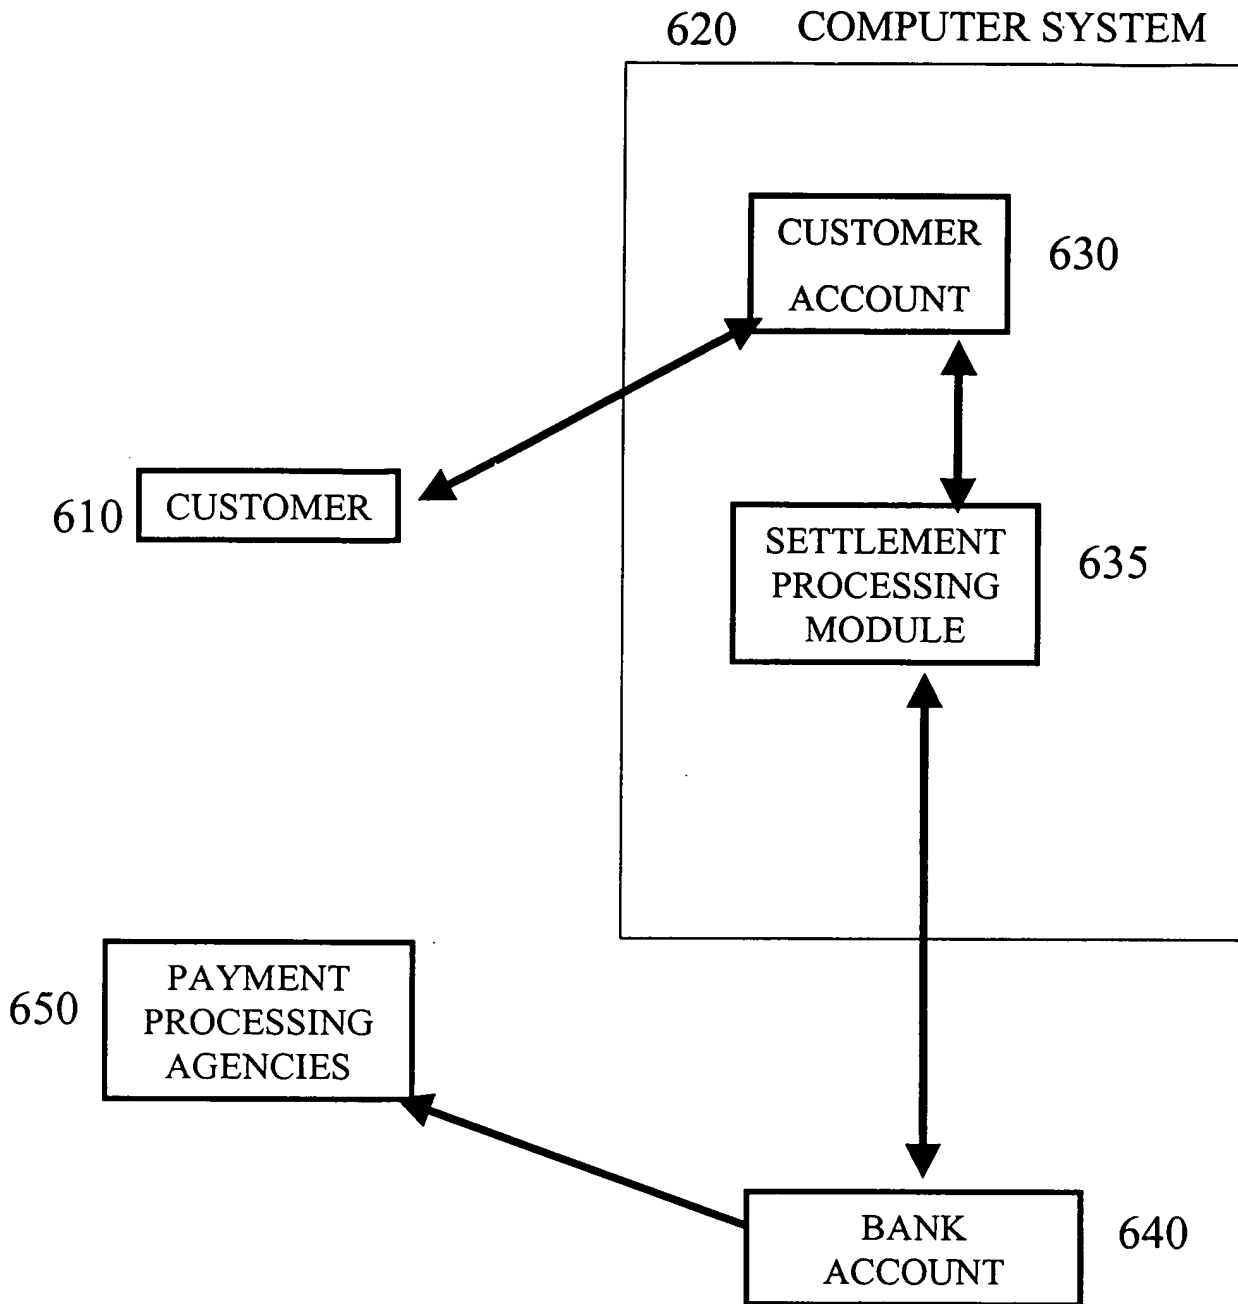 620 COMPUTER SYSTEM
CUSTOMER
ACCOUNT
630
610
CUSTOMER
SETTLEMENT
PROCESSING
MODULE
635
650
PAYMENT
PROCESSING
AGENCIES
BANK
ACCOUNT
640